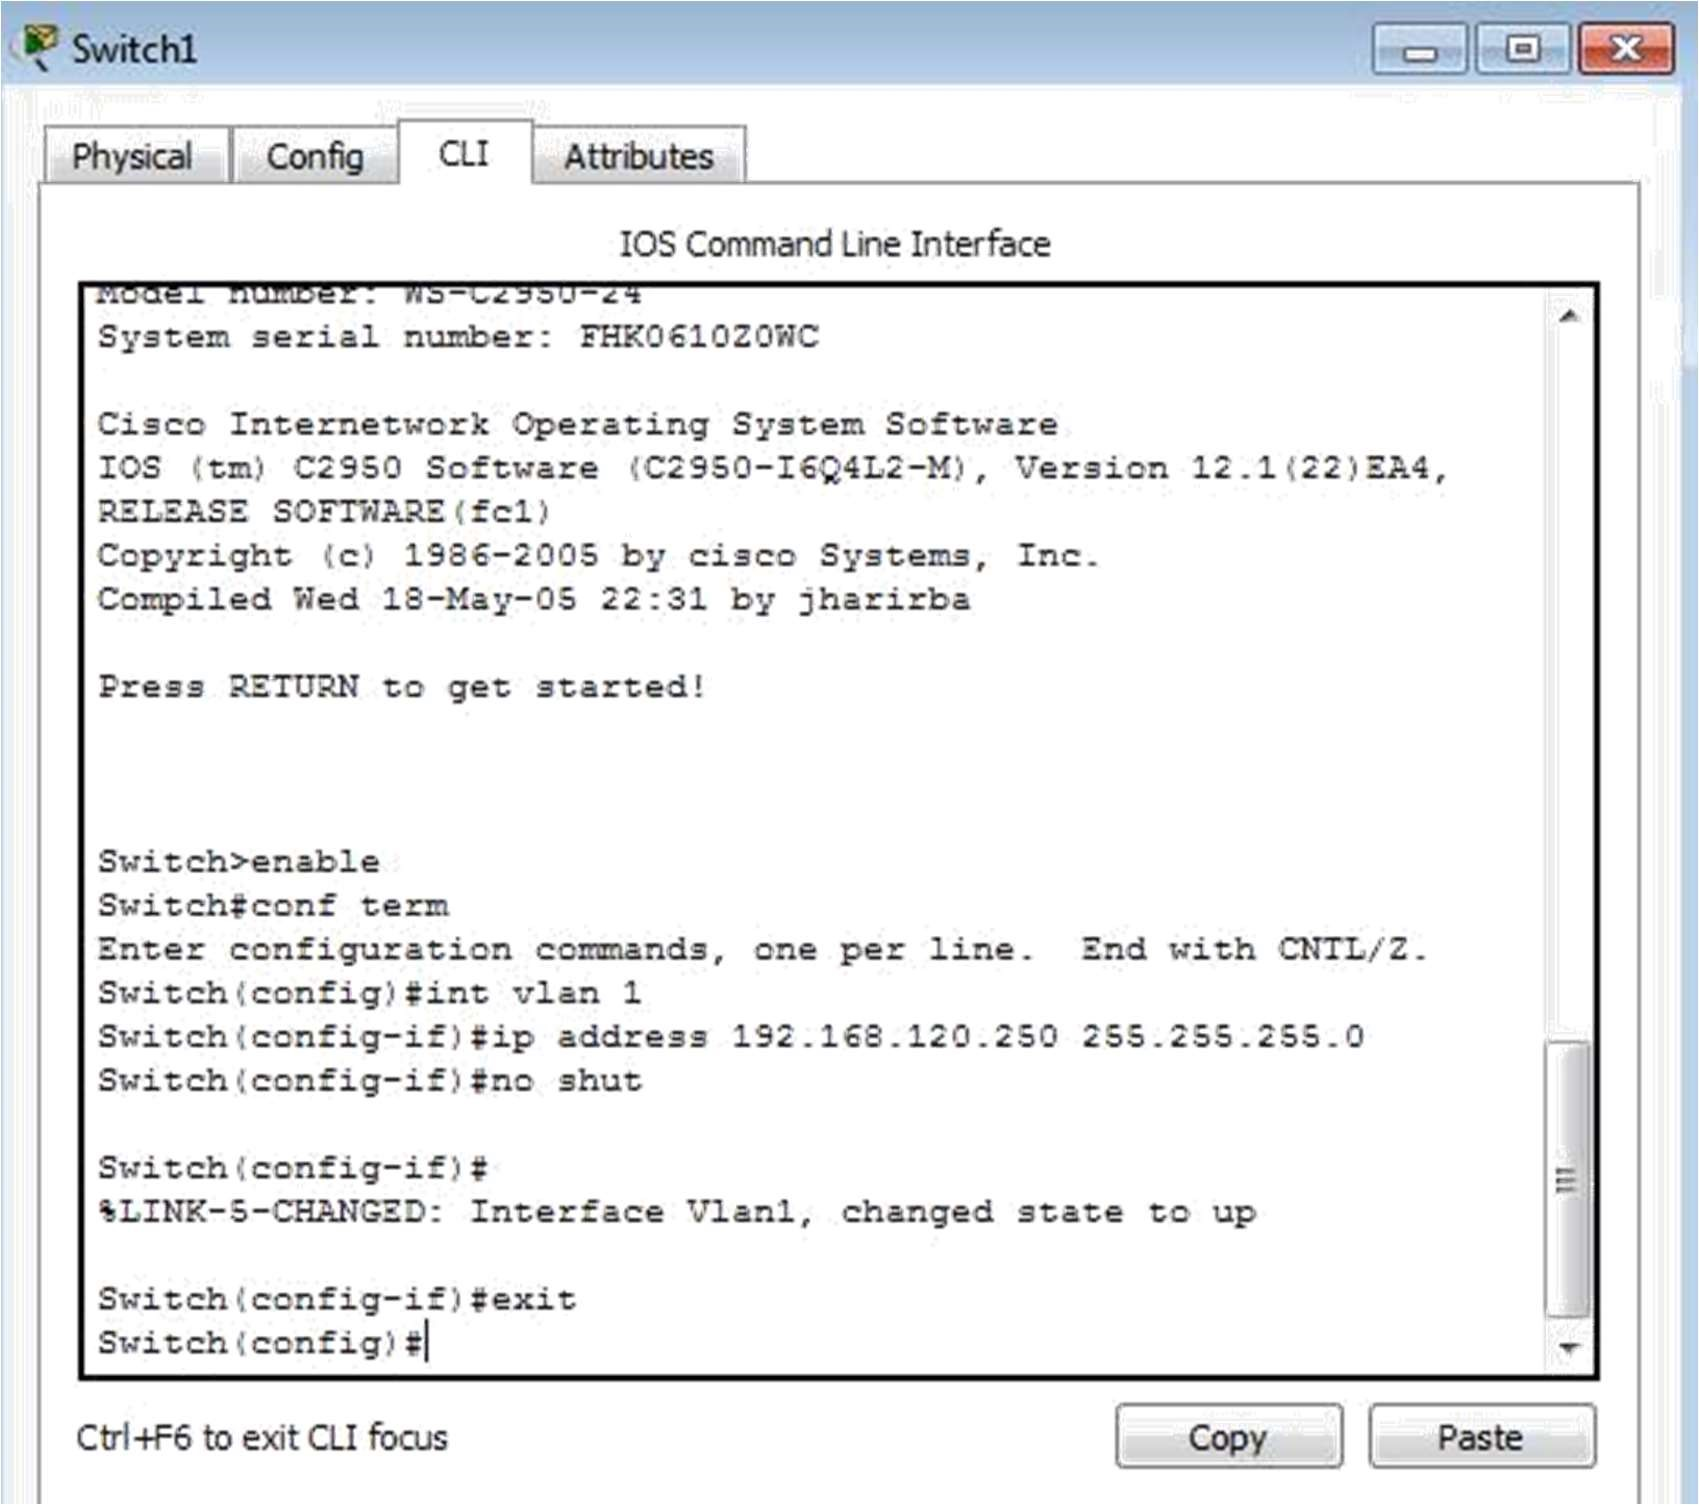 Switch1
Physical Config CLI Attributes
IOS Command Line Interface
Model number: WS-C2950-24
System serial number: FHK0610Z0WC
Cisco Internetwork Operating System Software
IOS (tm) C2950 Software (C2950-I6Q4L2-M), Version 12.1(22)EA4,
RELEASE SOFTWARE(fc1)
Copyright (c) 1986-2005 by cisco Systems, Inc.
Compiled Wed 18-May-05 22:31 by jharirba
Press RETURN to get started!
Switch>enable
Switch#conf term
Enter configuration commands, one per line.  End with CNTL/Z.
Switch(config)#int vlan 1
Switch(config-if)#ip address 192.168.120.250 255.255.255.0
Switch(config-if)#no shut
Switch(config-if)#
%LINK-5-CHANGED: Interface Vlan1, changed state to up
Switch(config-if)#exit
Switch(config)#
Ctrl+F6 to exit CLI focus
Copy Paste